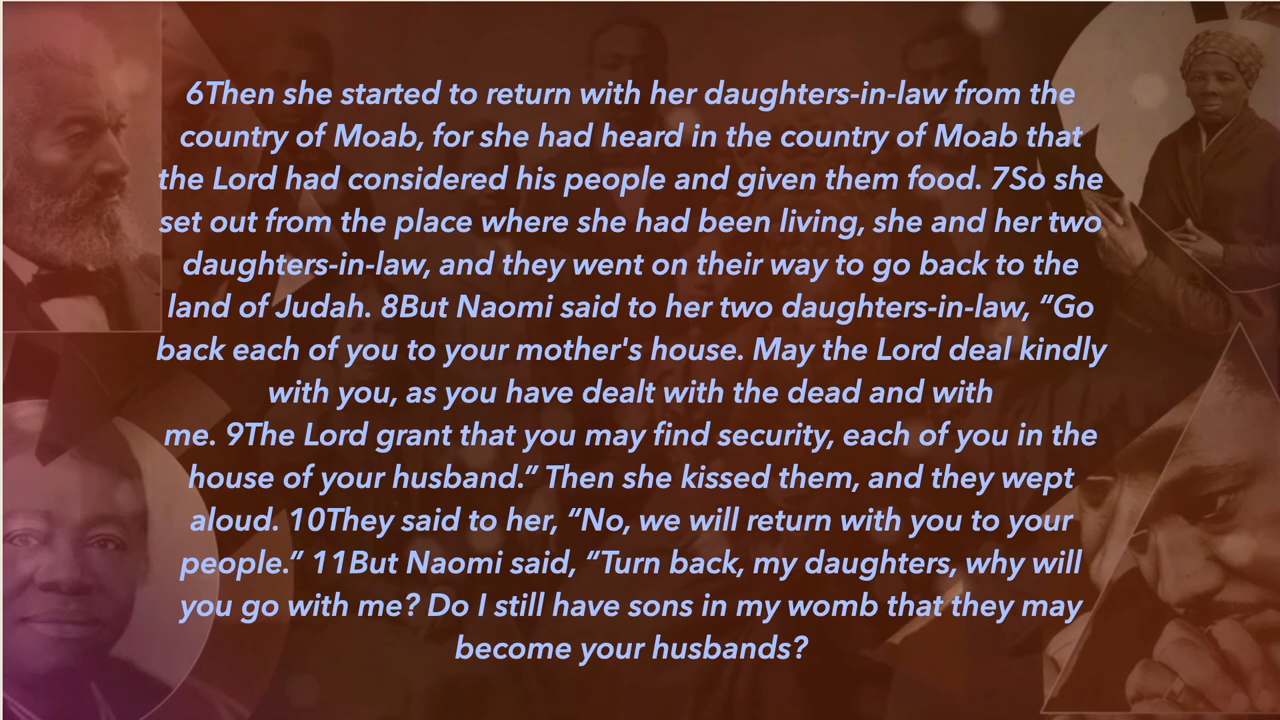 6Then she started to return with her daughters-in-law from the
country of Moab, for she had heard in the country of Moab that
the Lord had considered his people and given them food. 7So she
set out from the place where she had been living, she and her two
daughters-in-law, and they went on their way to go back to the
land of Judah. 8But Naomi said to her two daughters-in-law, “Go
back each of you to your mother's house. May the Lord deal kindly
with you, as you have dealt with the dead and with
me. 9The Lord grant that you may find security, each of you in the
house of your husband.” Then she kissed them, and they wept
aloud. 10They said to her, “No, we will return with you to your
people.” 11But Naomi said, “Turn back, my daughters, why will
you go with me? Do I still have sons in my womb that they may
become your husbands?